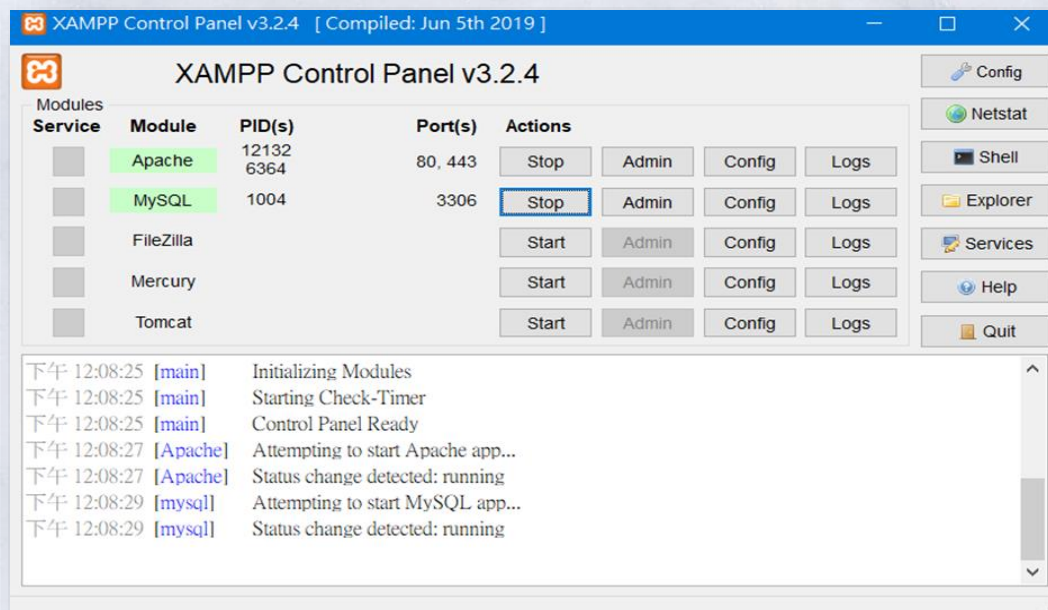 XAMPP Control Panel v3.2.4 [ Compiled: Jun 5th 2019 ]
XAMPP Control Panel v3.2.4
Config
Modules
Service Module PID(s) Port(s) Actions
Netstat
Apache 12132 6364 80, 443 Stop Admin Config Logs
Shell
MySQL 1004 3306 Stop Admin Config Logs
Explorer
FileZilla Start Admin Config Logs
Services
Mercury Start Admin Config Logs
Help
Tomcat Start Admin Config Logs
Quit
下午 12:08:25 [main] Initializing Modules
下午 12:08:25 [main] Starting Check-Timer
下午 12:08:25 [main] Control Panel Ready
下午 12:08:27 [Apache] Attempting to start Apache app...
下午 12:08:27 [Apache] Status change detected: running
下午 12:08:29 [mysql] Attempting to start MySQL app...
下午 12:08:29 [mysql] Status change detected: running